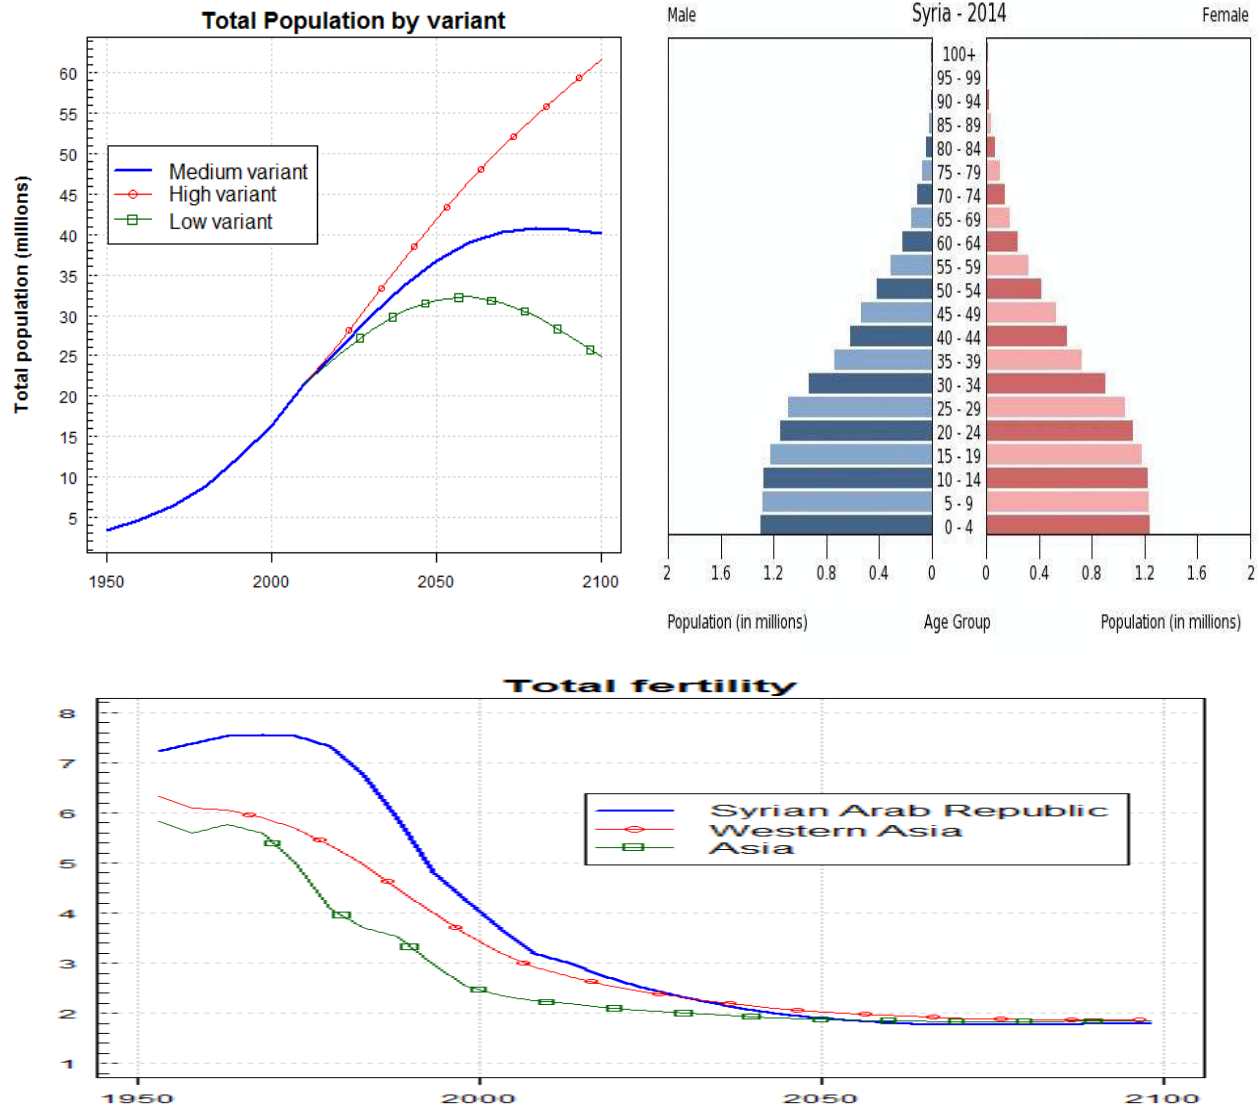 Total Population by variant
Total population (millions)
60
55
50
45
40
35
30
25
20
15
10
5
Medium variant
High variant
Low variant
1950 2000 2050 2100
Male Syria - 2014 Female
100+
95 - 99
90 - 94
85 - 89
80 - 84
75 - 79
70 - 74
65 - 69
60 - 64
55 - 59
50 - 54
45 - 49
40 - 44
35 - 39
30 - 34
25 - 29
20 - 24
15 - 19
10 - 14
5 - 9
0 - 4
2 1.6 1.2 0.8 0.4 0 0 0.4 0.8 1.2 1.6 2
Population (in millions) Age Group Population (in millions)
Total fertility
8
7
6
5
4
3
2
1
Syrian Arab Republic
Western Asia
Asia
1950 2000 2050 2100